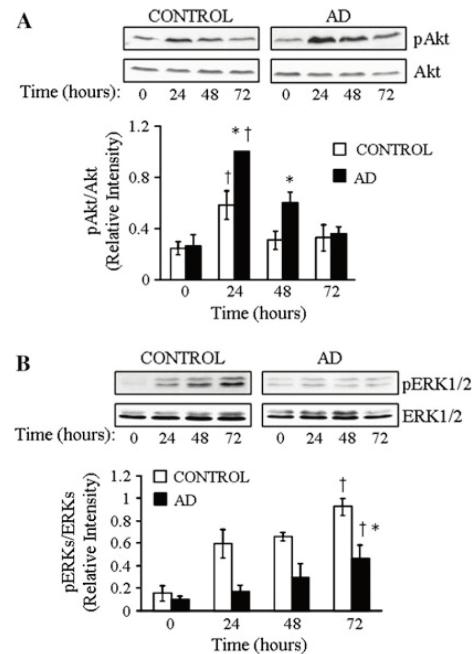 A
CONTROL AD
pAkt
Akt
Time (hours): 0 24 48 72 0 24 48 72
pAkt/Akt
(Relative Intensity)
1.2
0.8
0.4
0
* †
†
*
CONTROL
AD
0 24 48 72
Time (hours)
B
CONTROL AD
pERK1/2
ERK1/2
Time (hours): 0 24 48 72 0 24 48 72
pERKs/ERKs
(Relative Intensity)
1.2
1
0.8
0.6
0.4
0.2
0
CONTROL
AD
†
† *
0 24 48 72
Time (hours)